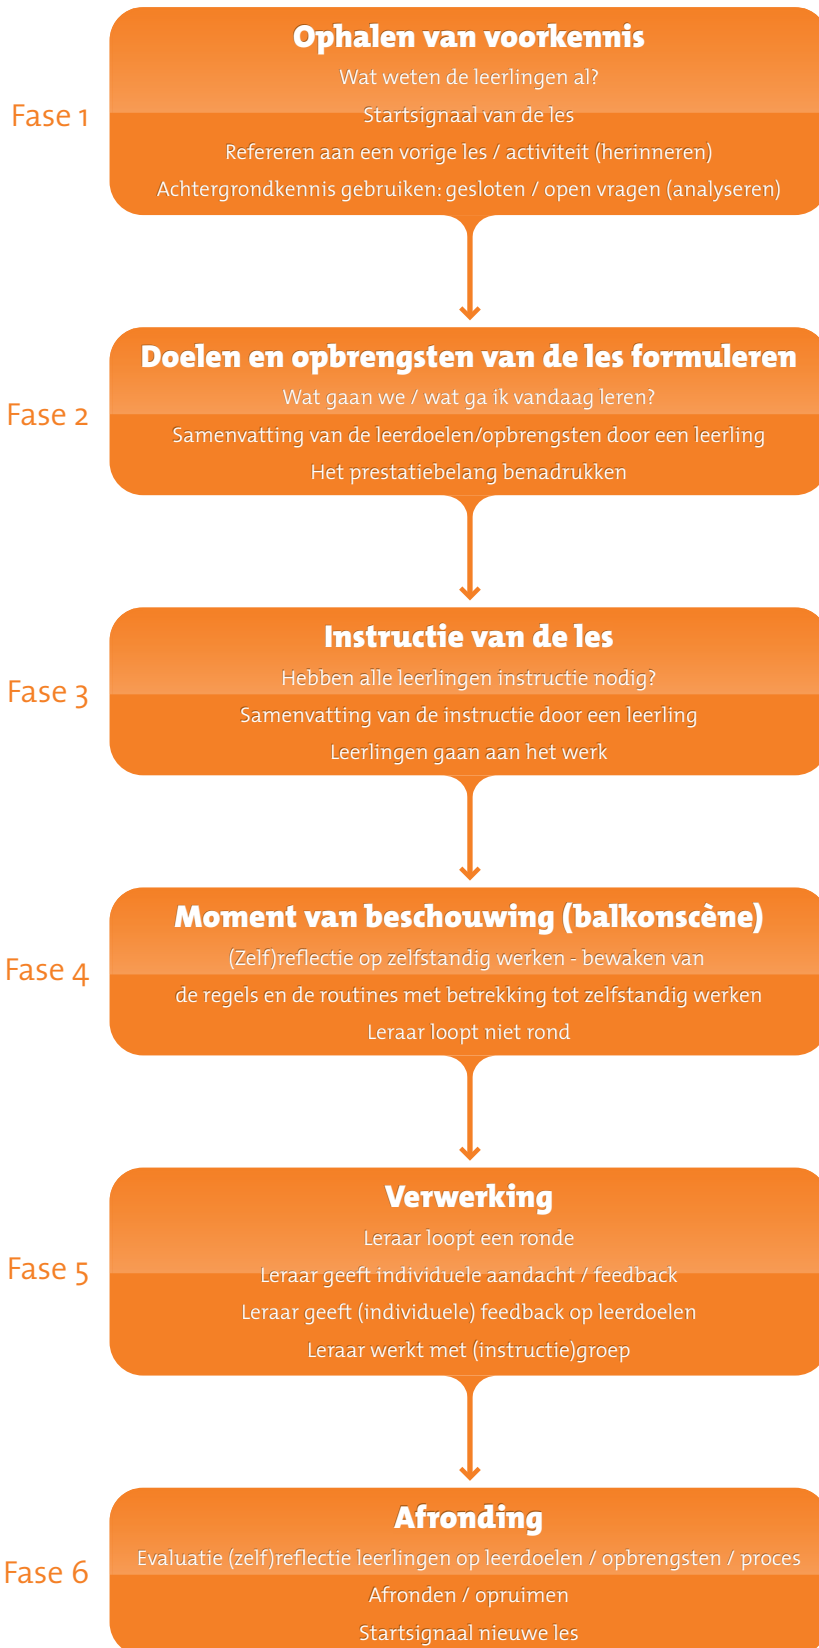 Fase 1
Ophalen van voorkennis
Wat weten de leerlingen al?
Startsignaal van de les
Refereren aan een vorige les / activiteit (herinneren)
Achtergrondkennis gebruiken: gesloten / open vragen (analyseren)
Fase 2
Doelen en opbrengsten van de les formuleren
Wat gaan we / wat ga ik vandaag leren?
Samenvatting van de leerdoelen/opbrengsten door een leerling
Het prestatiebelang benadrukken
Fase 3
Instructie van de les
Hebben alle leerlingen instructie nodig?
Samenvatting van de instructie door een leerling
Leerlingen gaan aan het werk
Fase 4
Moment van beschouwing (balkonscène)
(Zelf)reflectie op zelfstandig werken - bewaken van
de regels en de routines met betrekking tot zelfstandig werken
Leraar loopt niet rond
Fase 5
Verwerking
Leraar loopt een ronde
Leraar geeft individuele aandacht / feedback
Leraar geeft (individuele) feedback op leerdoelen
Leraar werkt met (instructie)groep
Fase 6
Afronding
Evaluatie (zelf)reflectie leerlingen op leerdoelen / opbrengsten / proces
Afronden / opruimen
Startsignaal nieuwe les